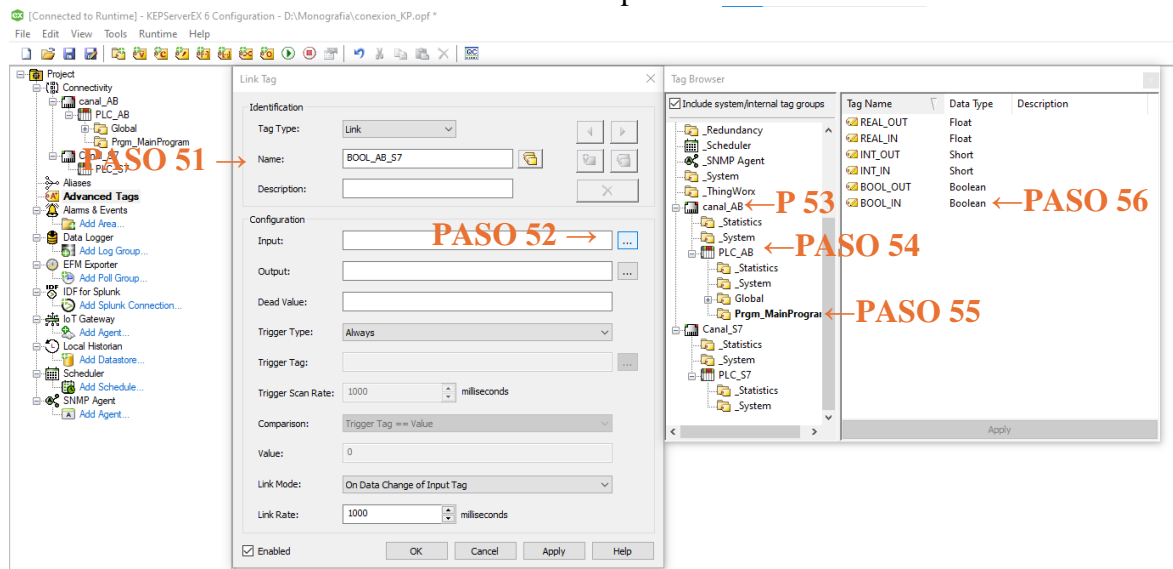 [Connected to Runtime] - KEPServerEX 6 Configuration - D:\Monografia\conexion_KP.opf *
File Edit View Tools Runtime Help
Project
Connectivity
canal_AB
PLC_AB
Global
Prgm_MainProgram
PLC_S7
Aliases
Advanced Tags
Alarms & Events
Add Area...
Data Logger
Add Log Group...
EFM Exporter
Add Poll Group...
IDF for Splunk
Add Splunk Connection...
IoT Gateway
Add Agent...
Local Historian
Add Datastore...
Scheduler
Add Schedule...
SNMP Agent
Add Agent...
PASO 51 →
Link Tag
Identification
Tag Type: Link
Name: BOOL_AB_S7
Description:
Configuration
Input: PASO 52 → ...
Output: ...
Dead Value:
Trigger Type: Always
Trigger Tag: ...
Trigger Scan Rate: 1000 milliseconds
Comparison: Trigger Tag == Value
Value: 0
Link Mode: On Data Change of Input Tag
Link Rate: 1000 milliseconds
Enabled OK Cancel Apply Help
Tag Browser
Include system/internal tag groups
_Redundancy
_Scheduler
_SNMP Agent
_System
_ThingWorx
canal_AB ←P 53
_Statistics
_System
PLC_AB ←PASO 54
_Statistics
_System
Global
Prgm_MainProgram ←PASO 55
Canal_S7
_Statistics
_System
PLC_S7
_Statistics
_System
Tag Name Data Type Description
REAL_OUT Float
REAL_IN Float
INT_OUT Short
INT_IN Short
BOOL_OUT Boolean
BOOL_IN Boolean ←PASO 56
Apply